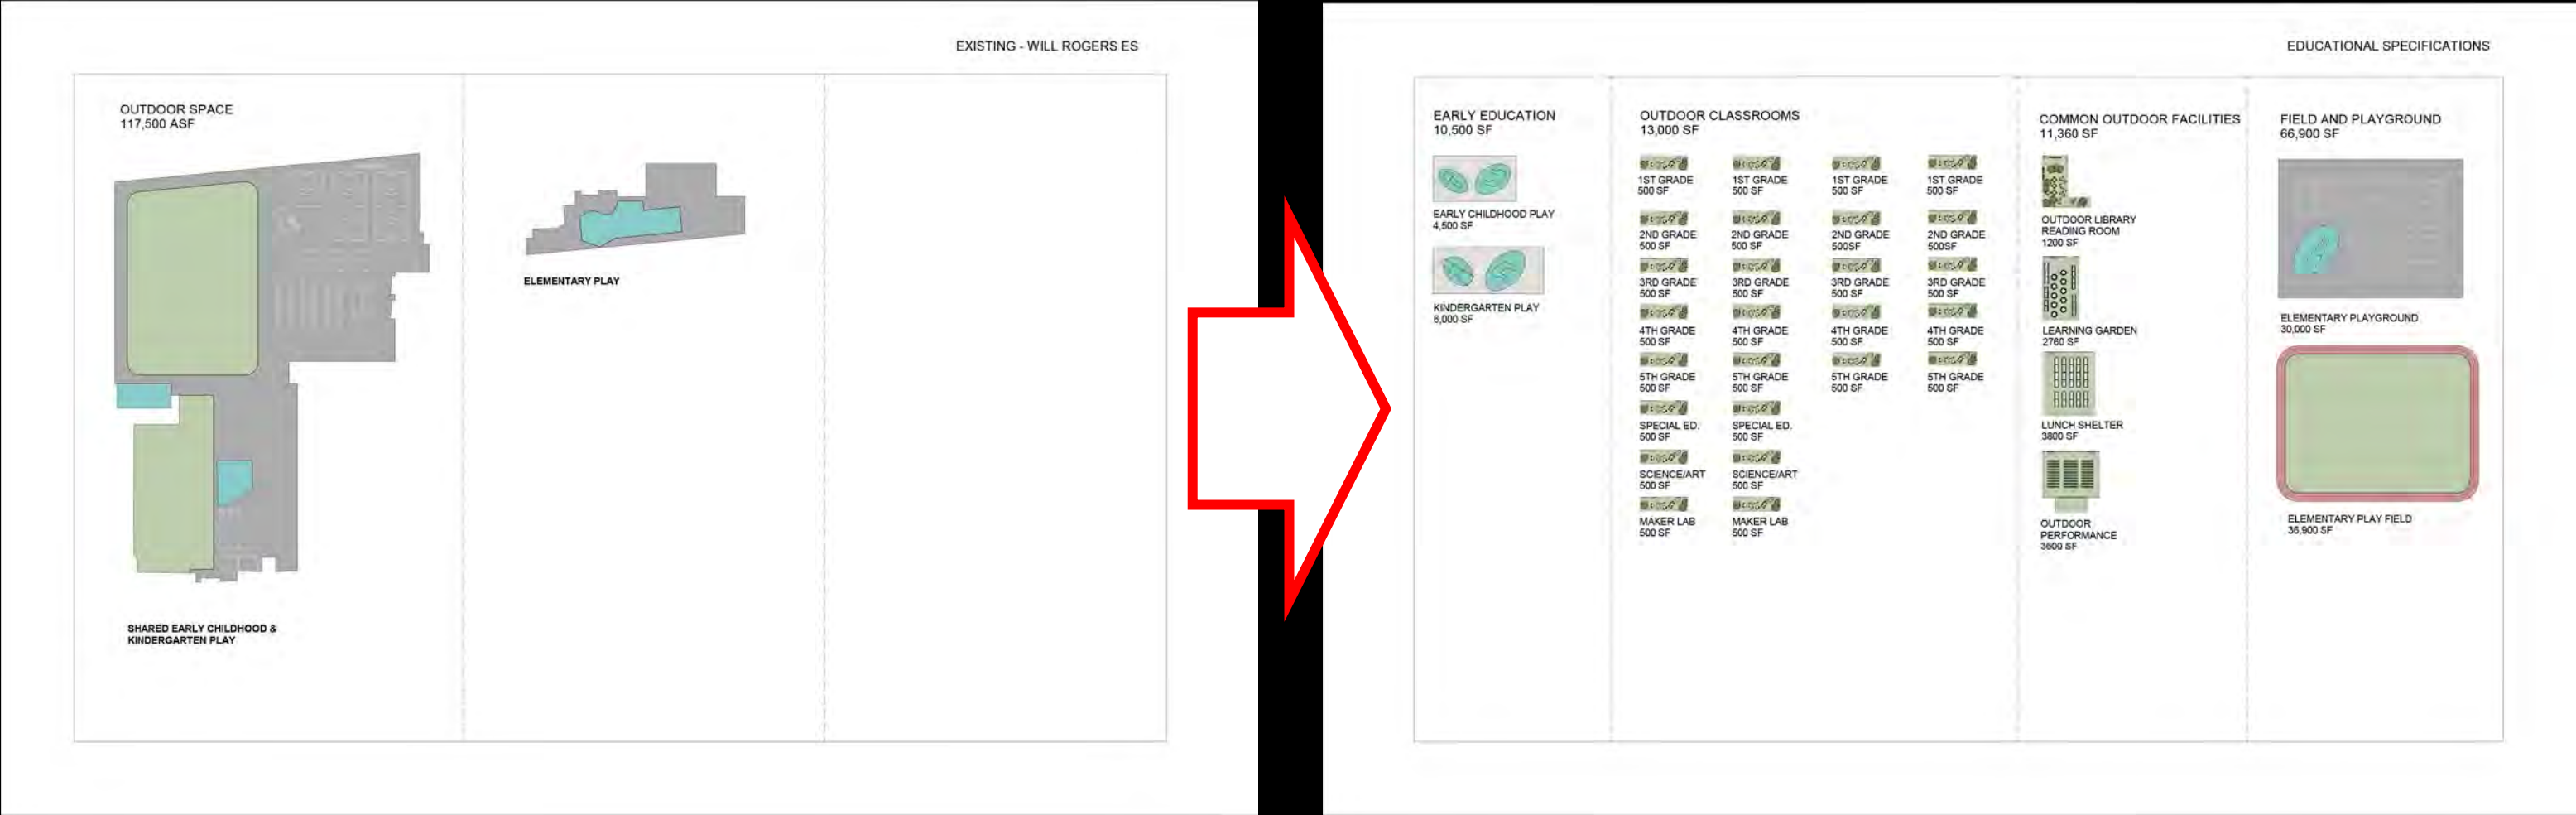 EXISTING - WILL ROGERS ES
OUTDOOR SPACE
117,500 ASF
ELEMENTARY PLAY
SHARED EARLY CHILDHOOD &
KINDERGARTEN PLAY
EDUCATIONAL SPECIFICATIONS
EARLY EDUCATION
10,500 SF
EARLY CHILDHOOD PLAY
4,500 SF
KINDERGARTEN PLAY
6,000 SF
OUTDOOR CLASSROOMS
13,000 SF
1ST GRADE 1ST GRADE 1ST GRADE 1ST GRADE
500 SF 500 SF 500 SF 500 SF
2ND GRADE 2ND GRADE 2ND GRADE 2ND GRADE
500 SF 500 SF 500SF 500SF
3RD GRADE 3RD GRADE 3RD GRADE 3RD GRADE
500 SF 500 SF 500 SF 500 SF
4TH GRADE 4TH GRADE 4TH GRADE 4TH GRADE
500 SF 500 SF 500 SF 500 SF
5TH GRADE 5TH GRADE 5TH GRADE 5TH GRADE
500 SF 500 SF 500 SF 500 SF
SPECIAL ED. SPECIAL ED.
500 SF 500 SF
SCIENCE/ART SCIENCE/ART
500 SF 500 SF
MAKER LAB MAKER LAB
500 SF 500 SF
COMMON OUTDOOR FACILITIES
11,360 SF
OUTDOOR LIBRARY
READING ROOM
1200 SF
LEARNING GARDEN
2760 SF
LUNCH SHELTER
3800 SF
OUTDOOR
PERFORMANCE
3600 SF
FIELD AND PLAYGROUND
66,900 SF
ELEMENTARY PLAYGROUND
30,000 SF
ELEMENTARY PLAY FIELD
36,900 SF